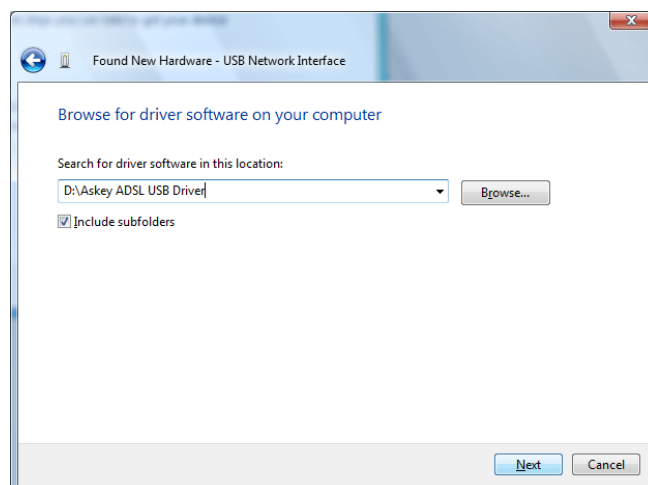 Found New Hardware - USB Network Interface
Browse for driver software on your computer
Search for driver software in this location:
D:\Askey ADSL USB Driver
Browse...
Include subfolders
Next
Cancel